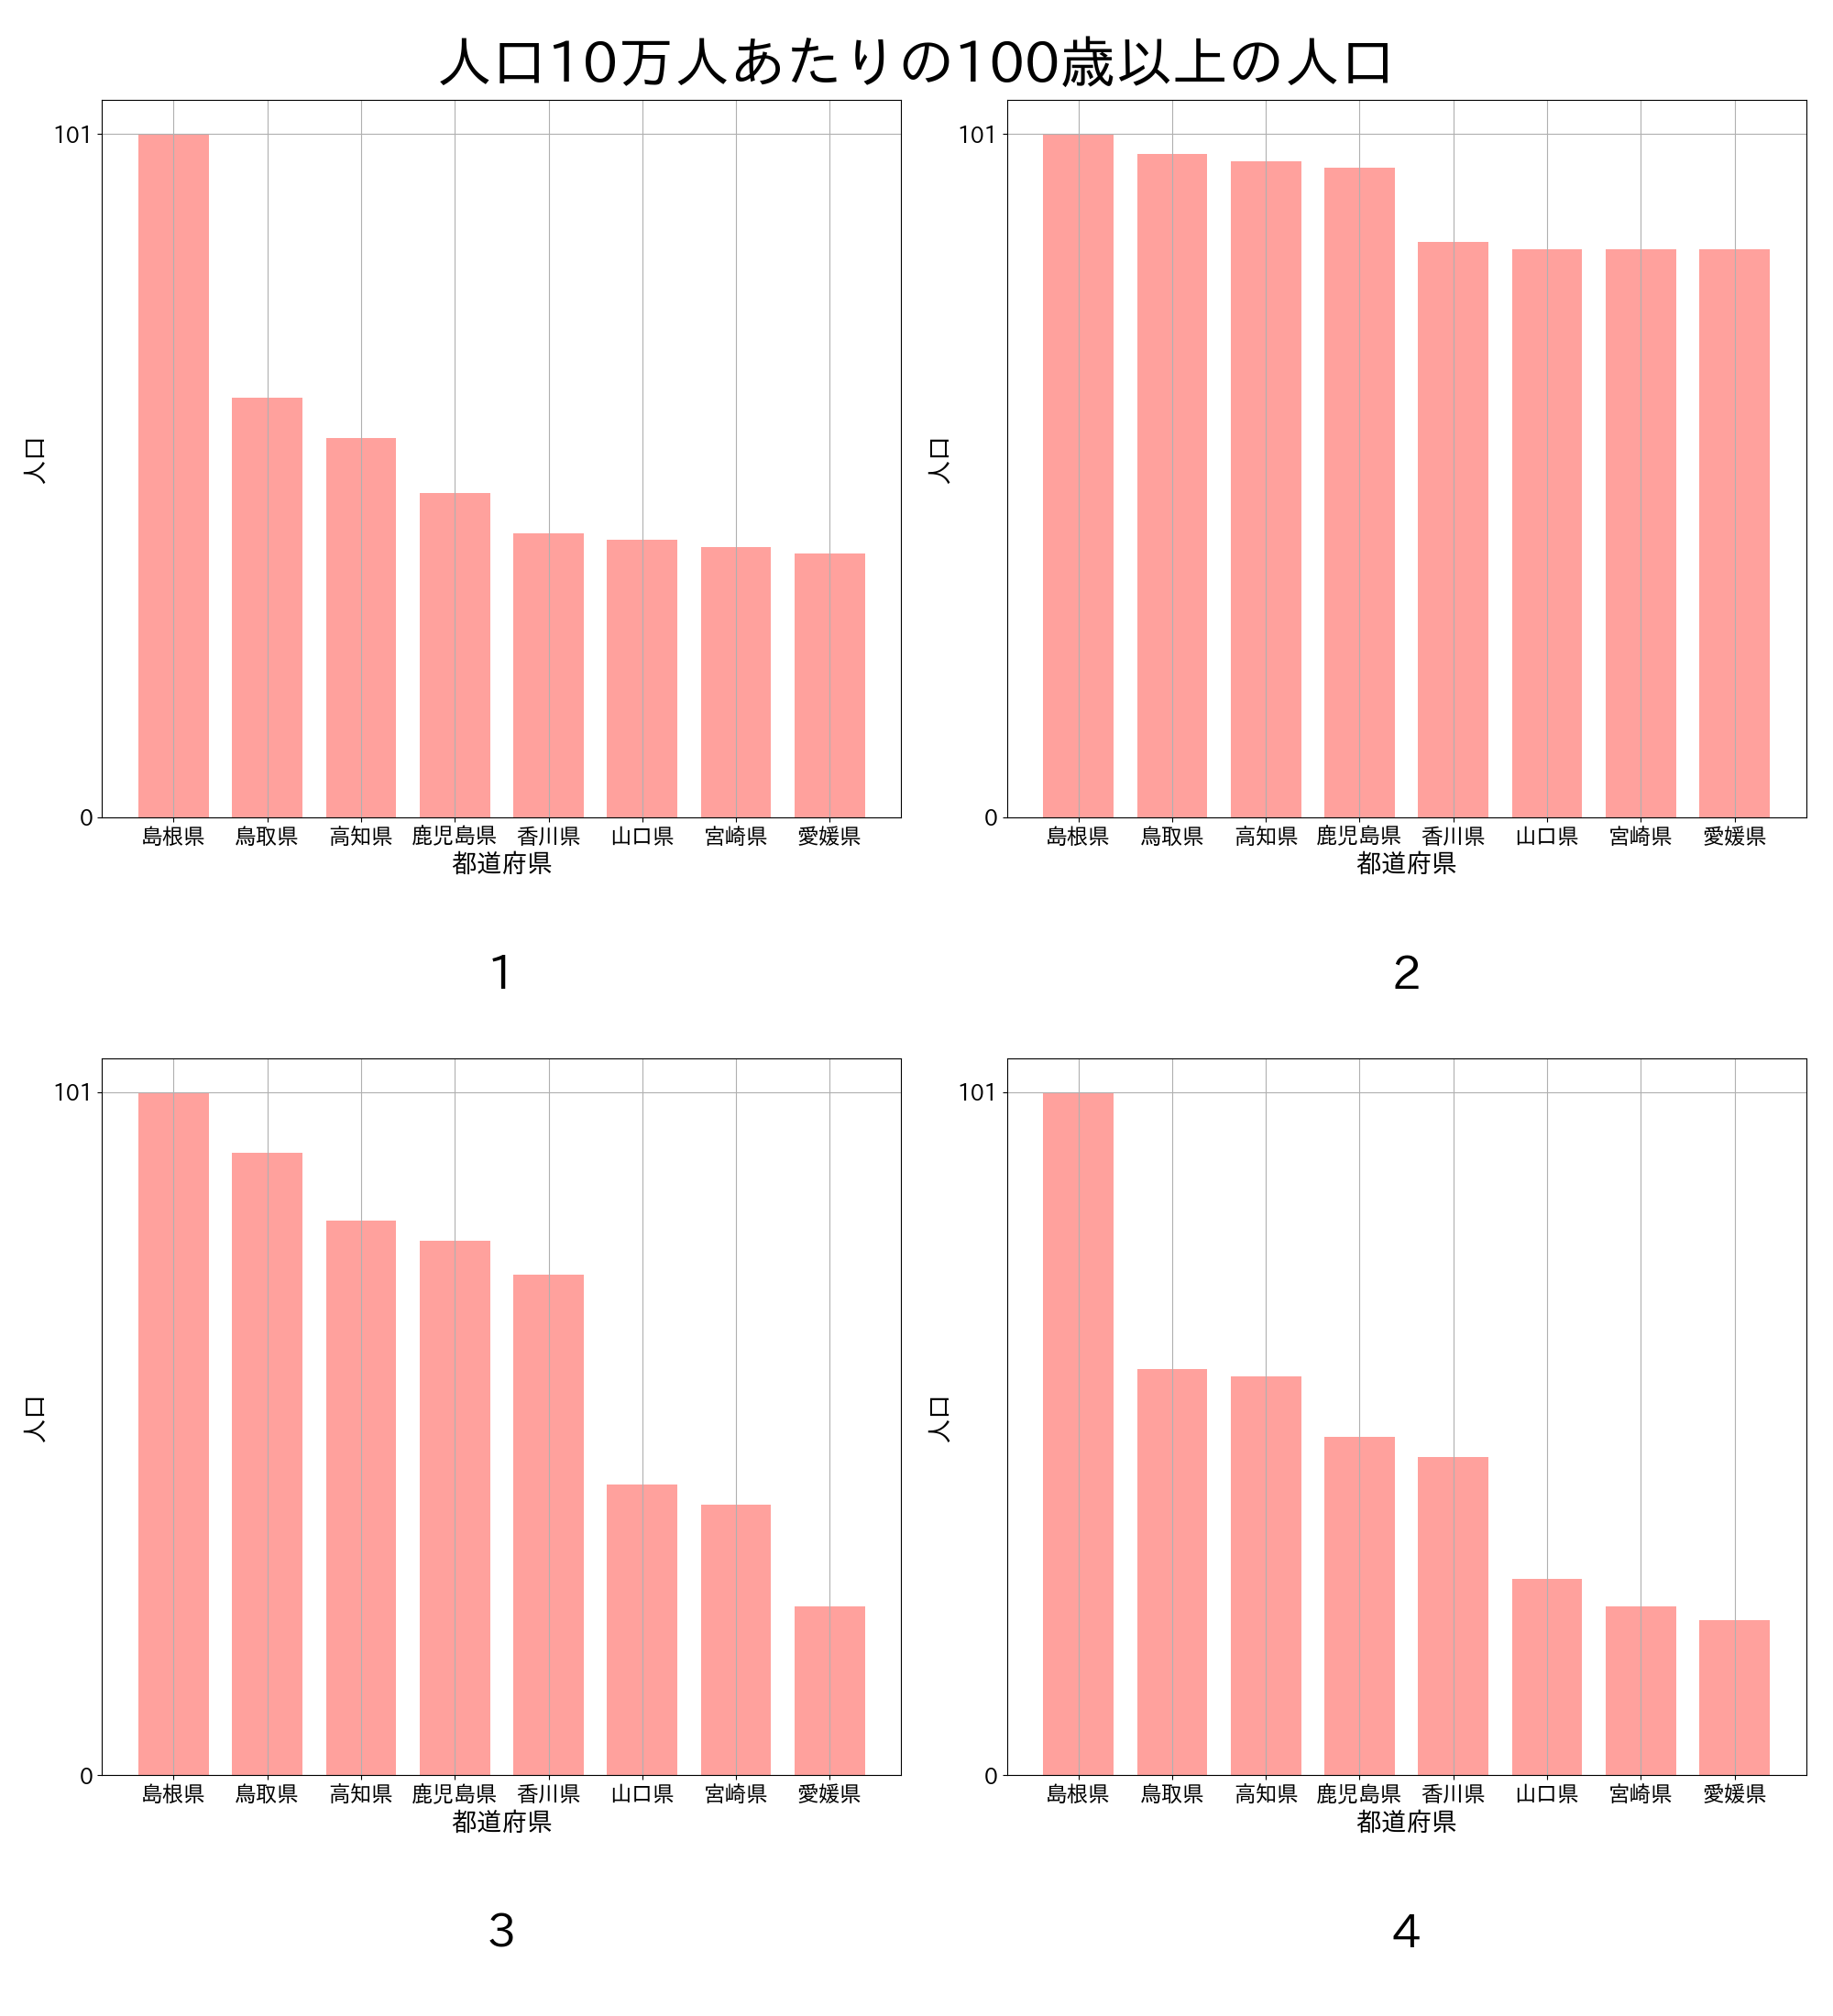 人口10万人あたりの100歳以上の人口
101
0
人口
島根県 鳥取県 高知県 鹿児島県 香川県 山口県 宮崎県 愛媛県
都道府県
1
101
0
人口
島根県 鳥取県 高知県 鹿児島県 香川県 山口県 宮崎県 愛媛県
都道府県
2
101
0
人口
島根県 鳥取県 高知県 鹿児島県 香川県 山口県 宮崎県 愛媛県
都道府県
3
101
0
人口
島根県 鳥取県 高知県 鹿児島県 香川県 山口県 宮崎県 愛媛県
都道府県
4